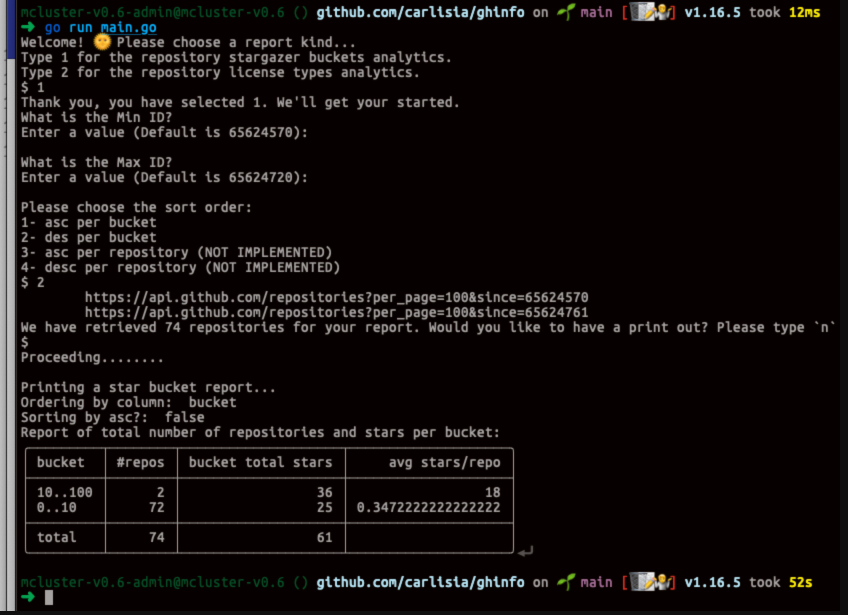 mcluster-v0.6-admin@mcluster-v0.6 () github.com/carlisia/ghinfo on 🌱 main [📝🤷] v1.16.5 took 12ms
➜ go run main.go
Welcome! 🌞 Please choose a report kind...
Type 1 for the repository stargazer buckets analytics.
Type 2 for the repository license types analytics.
$ 1
Thank you, you have selected 1. We'll get your started.
What is the Min ID?
Enter a value (Default is 65624570):
What is the Max ID?
Enter a value (Default is 65624720):
Please choose the sort order:
1- asc per bucket
2- des per bucket
3- asc per repository (NOT IMPLEMENTED)
4- desc per repository (NOT IMPLEMENTED)
$ 2
https://api.github.com/repositories?per_page=100&since=65624570
https://api.github.com/repositories?per_page=100&since=65624761
We have retrieved 74 repositories for your report. Would you like to have a print out? Please type `n`
$
Proceeding........
Printing a star bucket report...
Ordering by column:  bucket
Sorting by asc?:  false
Report of total number of repositories and stars per bucket:
bucket #repos bucket total stars avg stars/repo
10..100 2 36 18
0..10 72 25 0.3472222222222222
total 74 61
mcluster-v0.6-admin@mcluster-v0.6 () github.com/carlisia/ghinfo on 🌱 main [📝🤷] v1.16.5 took 52s
➜